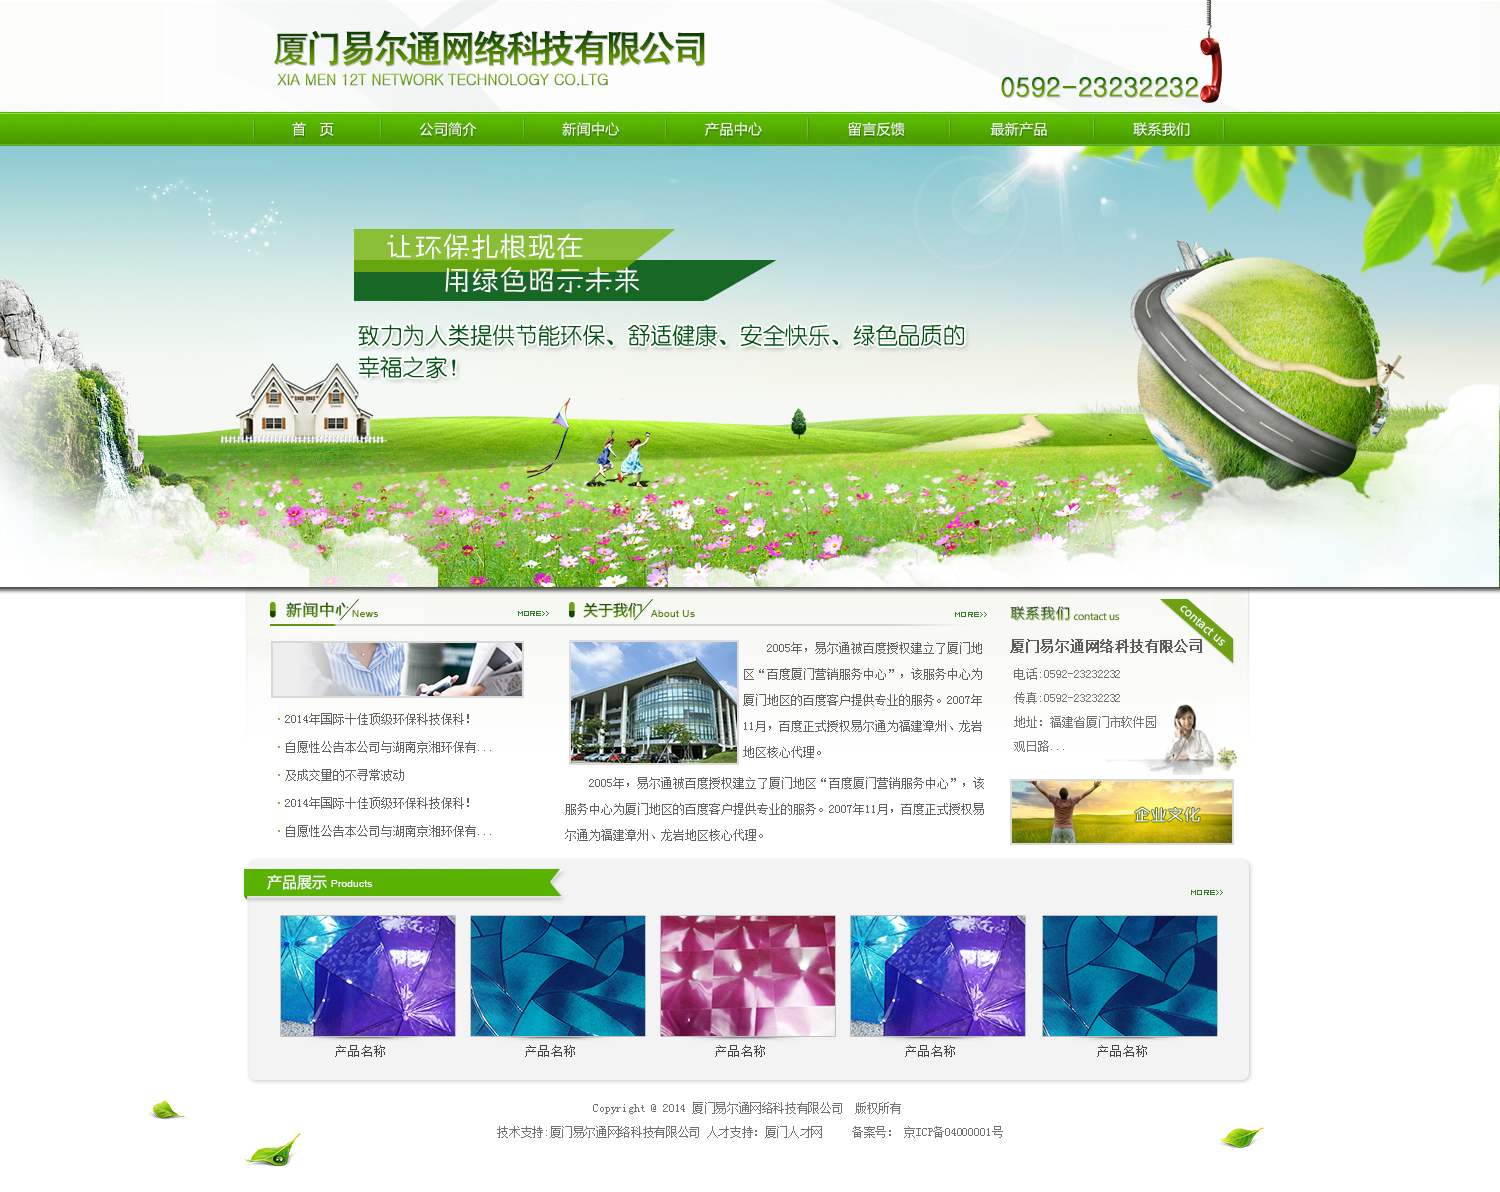 厦门易尔通网络科技有限公司
XIA MEN 12T NETWORK TECHNOLOGY CO.LTG
0592-23232232
首 页 公司简介 新闻中心 产品中心 留言反馈 最新产品 联系我们
让环保扎根现在
用绿色昭示未来
致力为人类提供节能环保、舒适健康、安全快乐、绿色品质的
幸福之家！
新闻中心 News MORE>>
2014年国际十佳顶级环保科技保科！
自愿性公告本公司与湖南京湘环保有...
及成交量的不寻常波动
2014年国际十佳顶级环保科技保科！
自愿性公告本公司与湖南京湘环保有...
关于我们 About Us MORE>>
2005年，易尔通被百度授权建立了厦门地
区“百度厦门营销服务中心”，该服务中心为
厦门地区的百度客户提供专业的服务。2007年
11月，百度正式授权易尔通为福建漳州、龙岩
地区核心代理。
2005年，易尔通被百度授权建立了厦门地区“百度厦门营销服务中心”，该
服务中心为厦门地区的百度客户提供专业的服务。2007年11月，百度正式授权易
尔通为福建漳州、龙岩地区核心代理。
联系我们 contact us
contact us
厦门易尔通网络科技有限公司
电话:0592-23232232
传真:0592-23232232
地址：福建省厦门市软件园
观日路...
企业文化
产品展示 Products
MORE>>
产品名称 产品名称 产品名称 产品名称 产品名称
Copyright @ 2014 厦门易尔通网络科技有限公司 版权所有
技术支持:厦门易尔通网络科技有限公司 人才支持：厦门人才网 备案号： 京ICP备04000001号